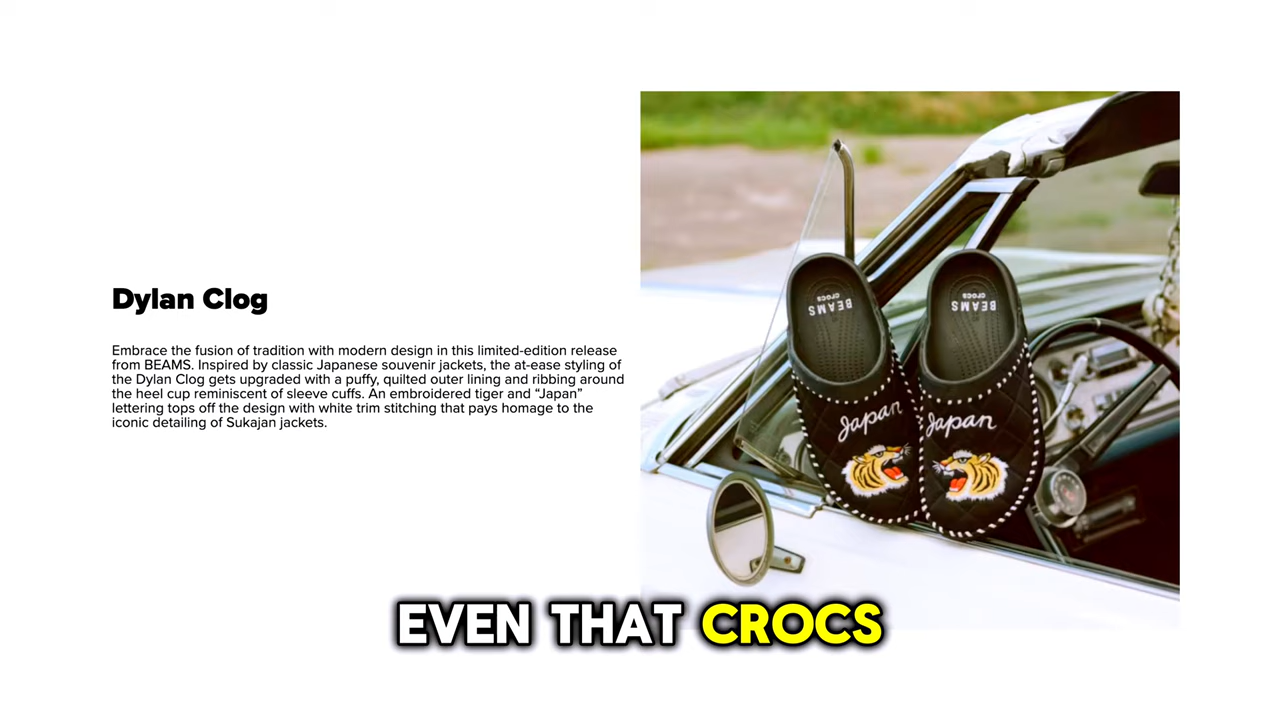 Dylan Clog
Embrace the fusion of tradition with modern design in this limited-edition release
from BEAMS. Inspired by classic Japanese souvenir jackets, the at-ease styling of
the Dylan Clog gets upgraded with a puffy, quilted outer lining and ribbing around
the heel cup reminiscent of sleeve cuffs. An embroidered tiger and “Japan”
lettering tops off the design with white trim stitching that pays homage to the
iconic detailing of Sukajan jackets.
crocs
BEAMS
crocs
BEAMS
Japan
Japan
EVEN THAT CROCS